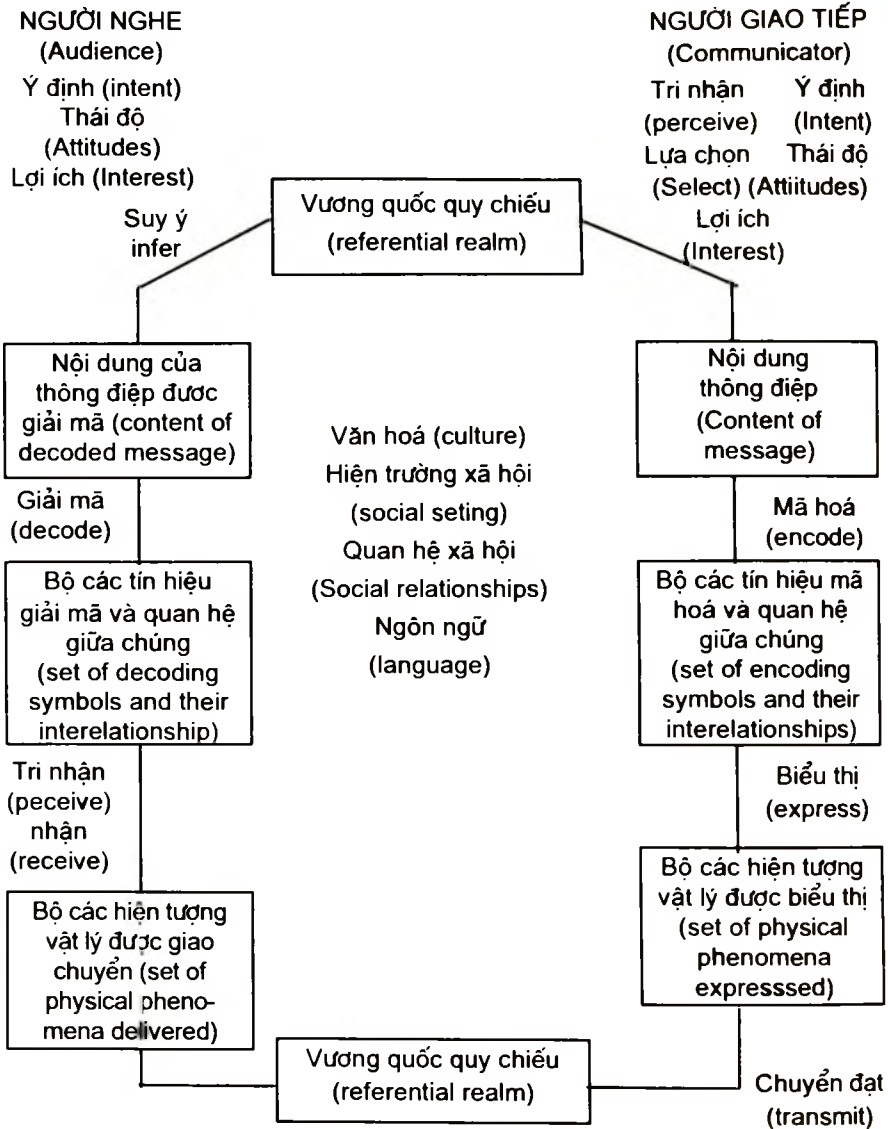 NGƯỜI NGHE
(Audience)
Ý định (intent)
Thái độ
(Attitudes)
Lợi ích (Interest)
Suy ý
infer
NGƯỜI GIAO TIẾP
(Communicator)
Tri nhận Ý định
(perceive) (Intent)
Lựa chọn Thái độ
(Select) (Attiitudes)
Lợi ích
(Interest)
Vương quốc quy chiếu
(referential realm)
Nội dung của
thông điệp đươc
giải mã (content of
decoded message)
Giải mã
(decode)
Bộ các tín hiệu
giải mã và quan hệ
giữa chúng
(set of decoding
symbols and their
interelationship)
Tri nhận
(peceive)
nhận
(receive)
Bộ các hiện tượng
vật lý được giao
chuyển (set of
physical pheno-
mena delivered)
Văn hoá (culture)
Hiện trường xã hội
(social seting)
Quan hệ xã hội
(Social relationships)
Ngôn ngữ
(language)
Nội dung
thông điệp
(Content of
message)
Mã hoá
(encode)
Bộ các tín hiệu mã
hoá và quan hệ
giữa chúng
(set of encoding
symbols and their
interelationships)
Biểu thị
(express)
Bộ các hiện tượng
vật lý được biểu thị
(set of physical
phenomena
expresssed)
Vương quốc quy chiếu
(referential realm)
Chuyển đạt
(transmit)